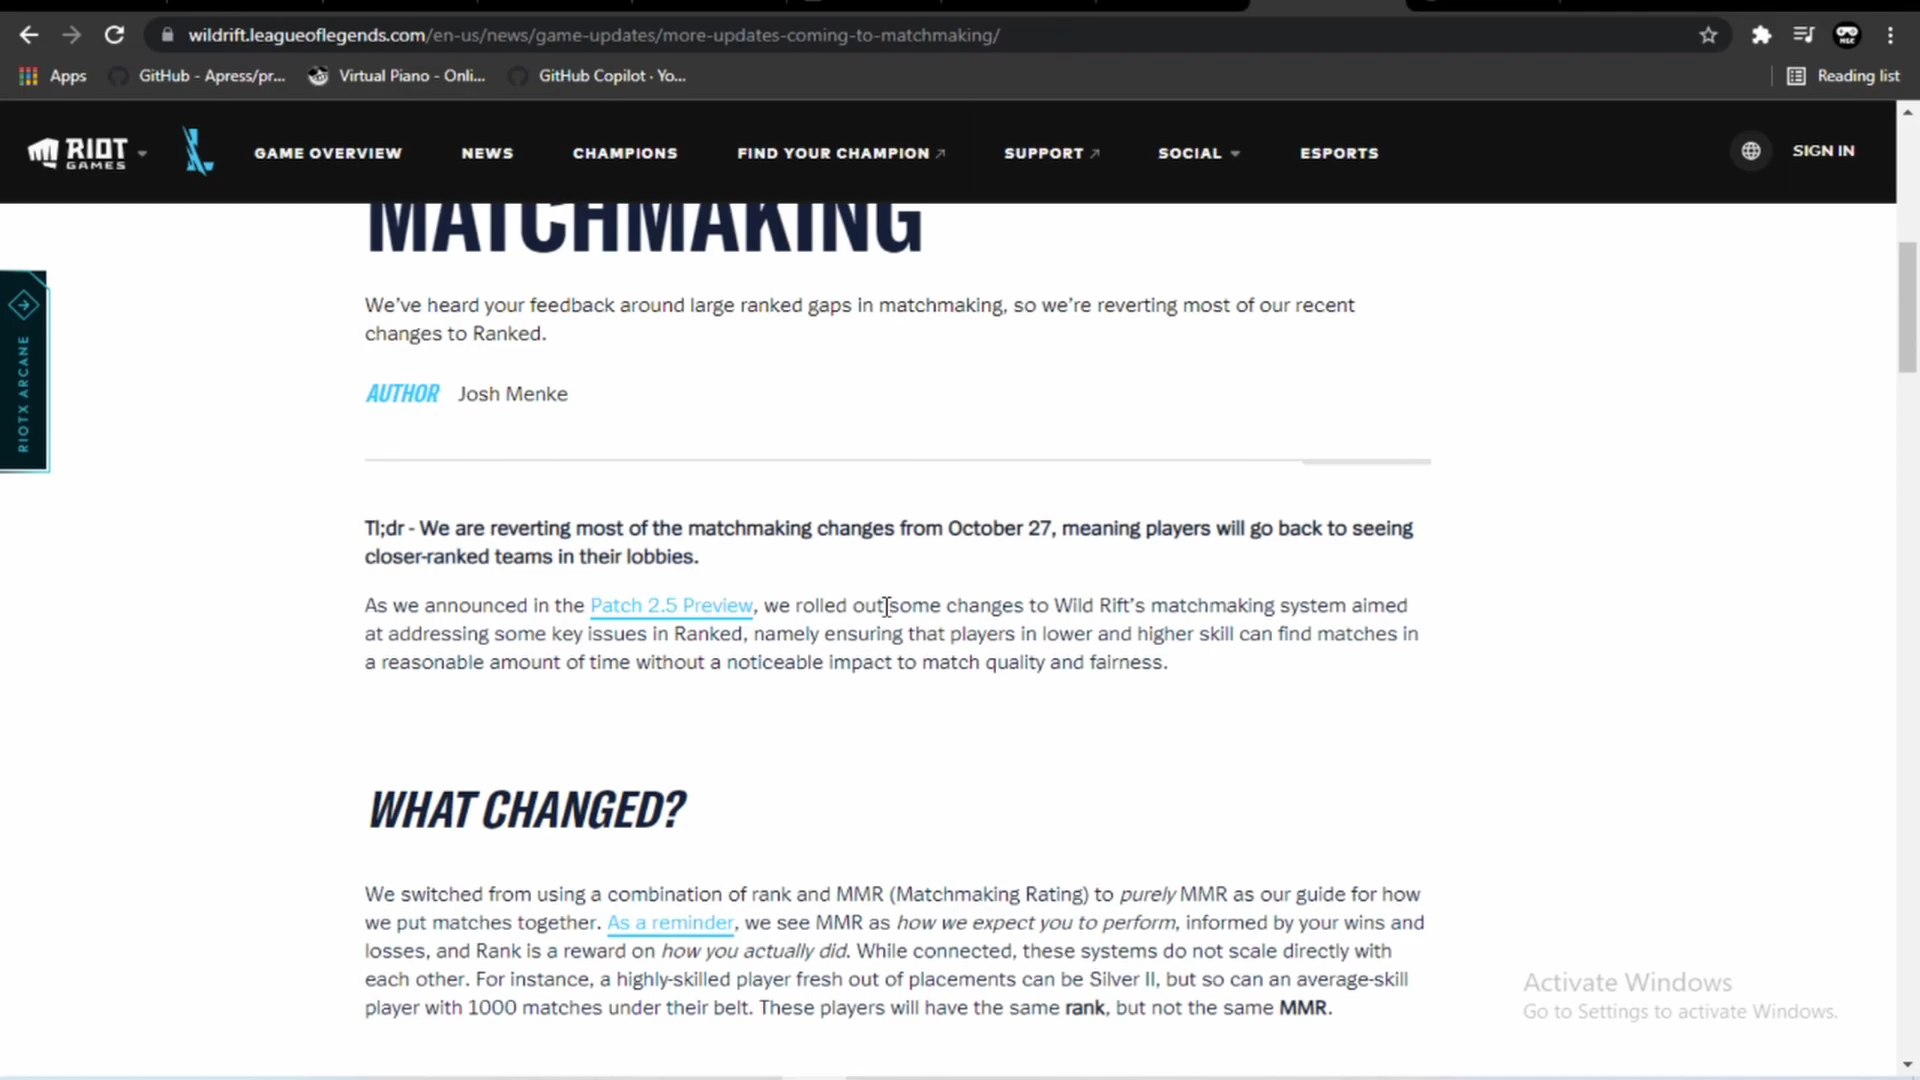 wildrift.leagueoflegends.com/en-us/news/game-updates/more-updates-coming-to-matchmaking/
Apps GitHub - Apress/pr... Virtual Piano - Onli... GitHub Copilot · Yo... Reading list
RIOT GAMES GAME OVERVIEW NEWS CHAMPIONS FIND YOUR CHAMPION SUPPORT SOCIAL ESPORTS SIGN IN
MATCHMAKING
We've heard your feedback around large ranked gaps in matchmaking, so we're reverting most of our recent
changes to Ranked.
RIOTX ARCANE
AUTHOR Josh Menke
Tl;dr - We are reverting most of the matchmaking changes from October 27, meaning players will go back to seeing
closer-ranked teams in their lobbies.
As we announced in the Patch 2.5 Preview, we rolled out some changes to Wild Rift's matchmaking system aimed
at addressing some key issues in Ranked, namely ensuring that players in lower and higher skill can find matches in
a reasonable amount of time without a noticeable impact to match quality and fairness.
WHAT CHANGED?
We switched from using a combination of rank and MMR (Matchmaking Rating) to purely MMR as our guide for how
we put matches together. As a reminder, we see MMR as how we expect you to perform, informed by your wins and
losses, and Rank is a reward on how you actually did. While connected, these systems do not scale directly with
each other. For instance, a highly-skilled player fresh out of placements can be Silver II, but so can an average-skill
player with 1000 matches under their belt. These players will have the same rank, but not the same MMR.
Activate Windows
Go to Settings to activate Windows.